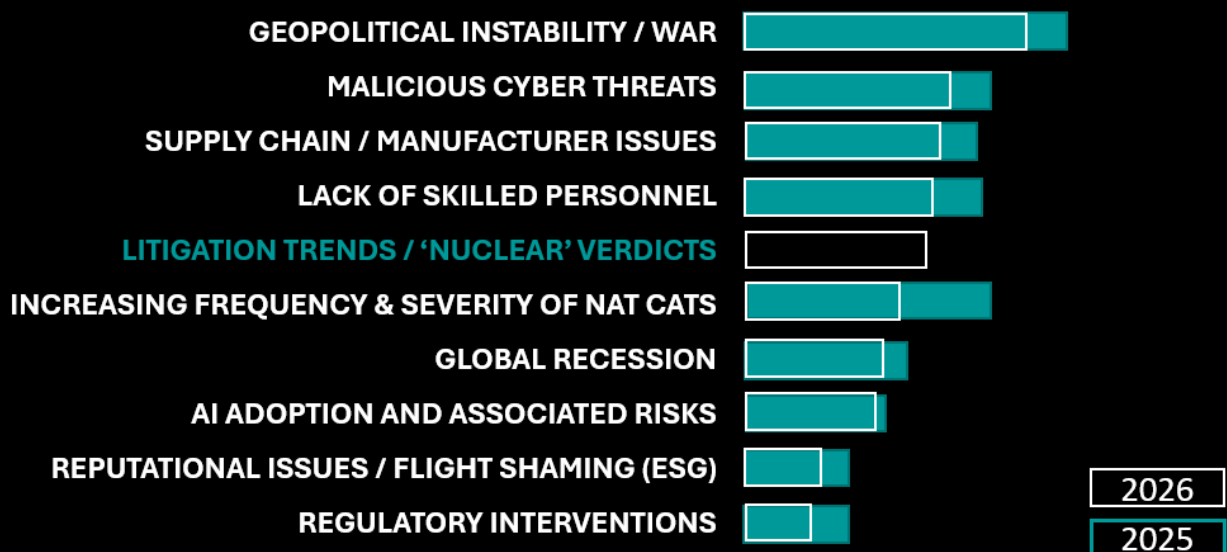 GEOPOLITICAL INSTABILITY / WAR
MALICIOUS CYBER THREATS
SUPPLY CHAIN / MANUFACTURER ISSUES
LACK OF SKILLED PERSONNEL
LITIGATION TRENDS / ‘NUCLEAR’ VERDICTS
INCREASING FREQUENCY & SEVERITY OF NAT CATS
GLOBAL RECESSION
AI ADOPTION AND ASSOCIATED RISKS
REPUTATIONAL ISSUES / FLIGHT SHAMING (ESG)
REGULATORY INTERVENTIONS
2026
2025